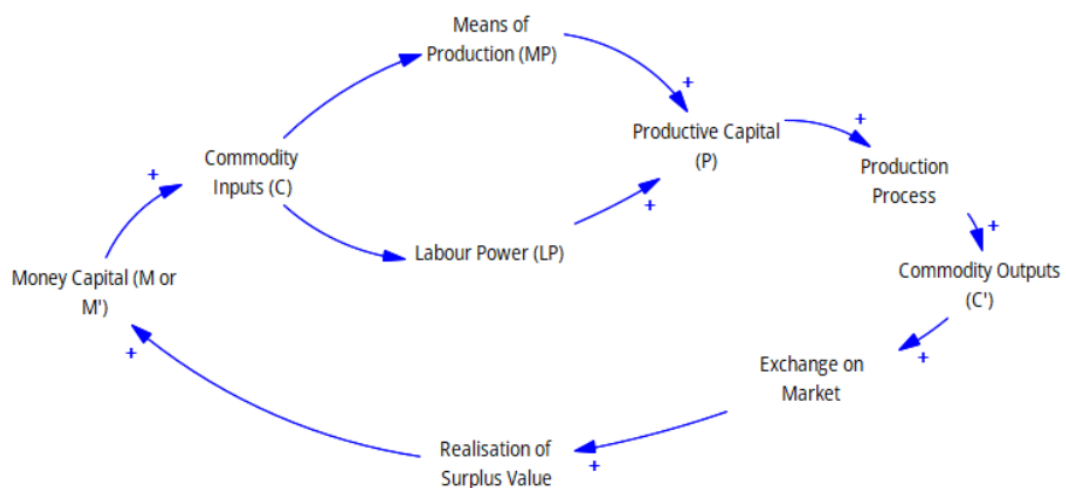 Means of
Production (MP)
+
Productive Capital
(P)
+
Production
Process
Commodity
Inputs (C)
+
+
Labour Power (LP)
+
Commodity Outputs
(C')
Money Capital (M or
M')
+
Exchange on
Market
+
Realisation of
Surplus Value
+